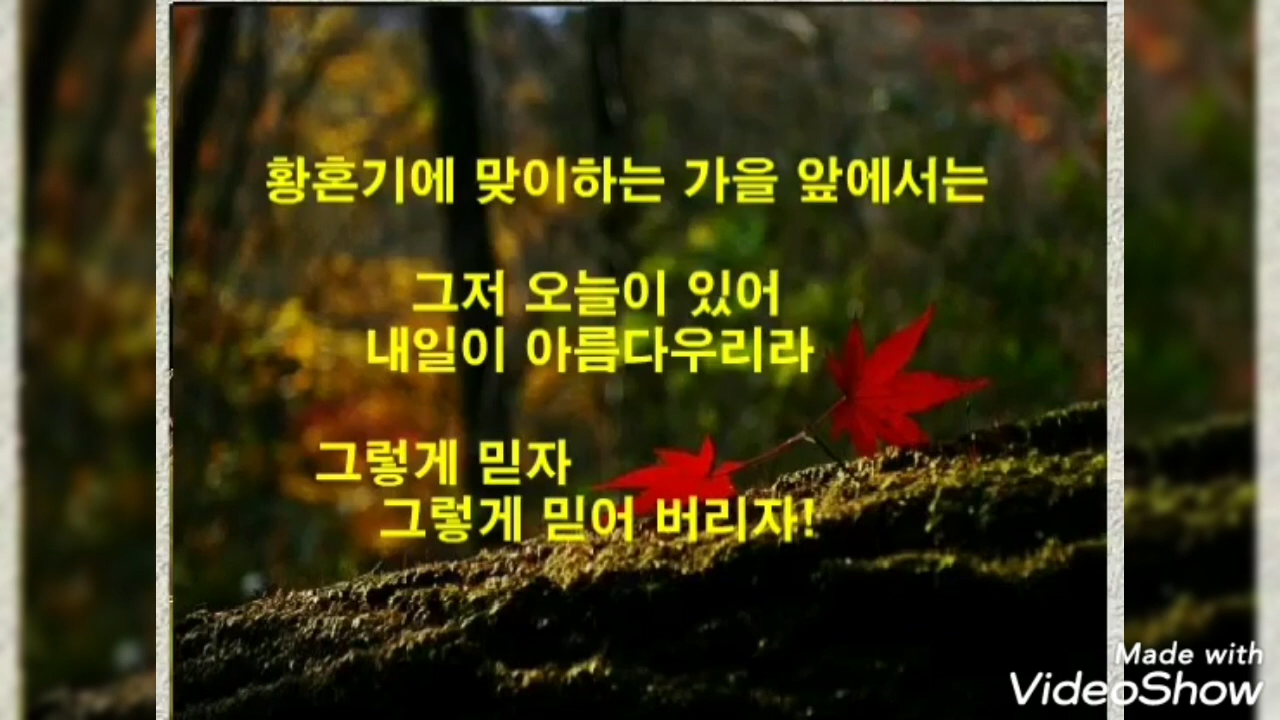 황혼기에 맞이하는 가을 앞에서는
그저 오늘이 있어
내일이 아름다우리라
그렇게 믿자
그렇게 믿어 버리자!
Made with
VideoShow